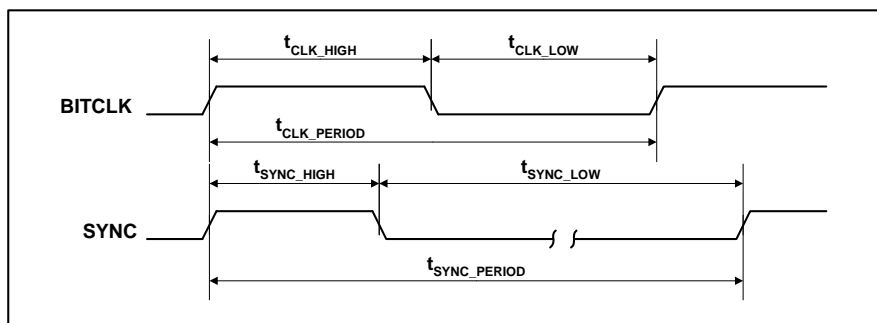 tCLK_HIGH tCLK_LOW
BITCLK
tCLK_PERIOD
tSYNC_HIGH tSYNC_LOW
SYNC
tSYNC_PERIOD